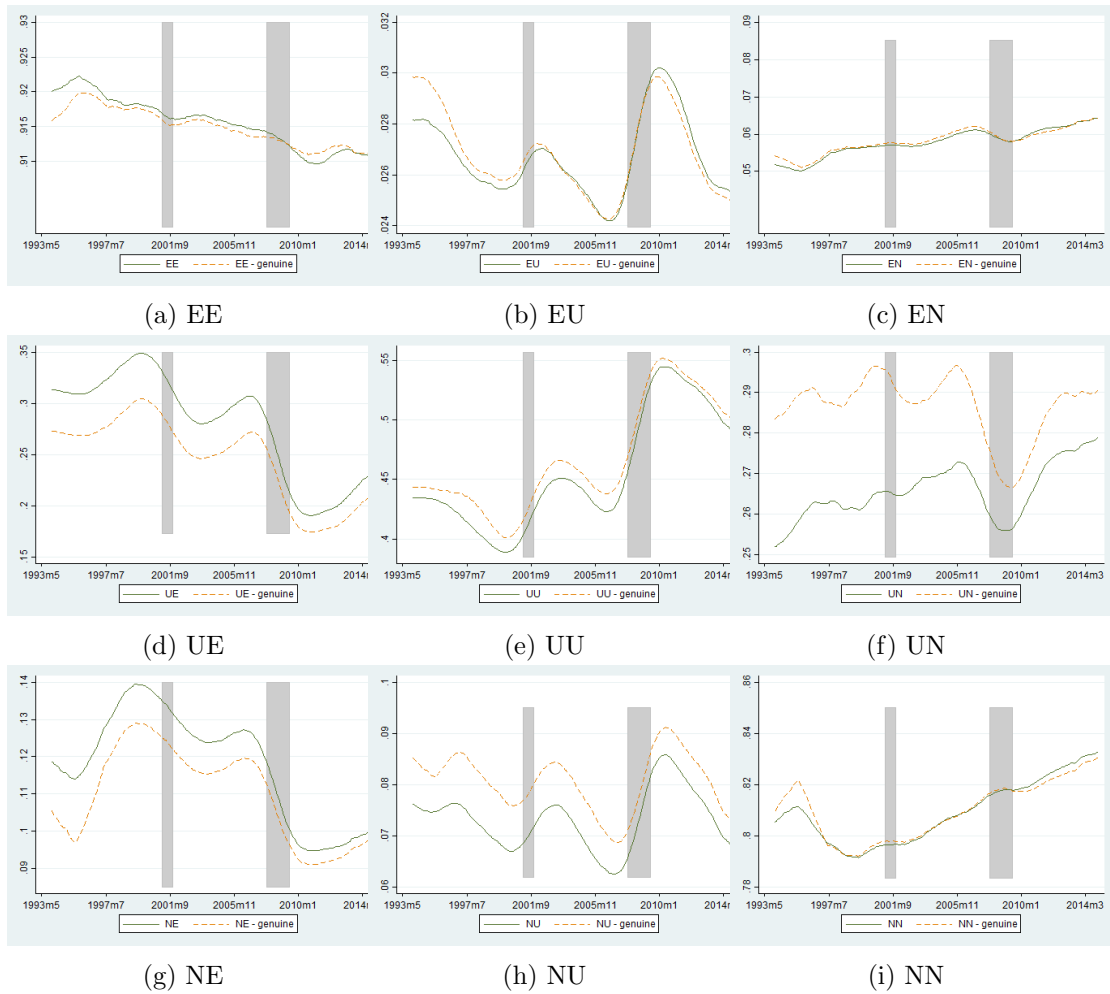 .93
.925
.92
.915
.91
1993m5 1997m7 2001m9 2005m11 2010m1 2014m
EE EE - genuine
(a) EE
.032
.03
.028
.026
.024
1993m5 1997m7 2001m9 2005m11 2010m1 2014m
EU EU - genuine
(b) EU
.09
.08
.07
.06
.05
1993m5 1997m7 2001m9 2005m11 2010m1 2014m3
EN EN - genuine
(c) EN
.35
.3
.25
.2
.15
1993m5 1997m7 2001m9 2005m11 2010m1 2014m
UE UE - genuine
(d) UE
.55
.5
.45
.4
1993m5 1997m7 2001m9 2005m11 2010m1 2014m
UU UU - genuine
(e) UU
.3
.29
.28
.27
.26
.25
1993m5 1997m7 2001m9 2005m11 2010m1 2014m3
UN UN - genuine
(f) UN
.14
.13
.12
.11
.1
.09
1993m5 1997m7 2001m9 2005m11 2010m1 2014m
NE NE - genuine
(g) NE
.1
.09
.08
.07
.06
1993m5 1997m7 2001m9 2005m11 2010m1 2014m
NU NU - genuine
(h) NU
.86
.84
.82
.8
.78
1993m5 1997m7 2001m9 2005m11 2010m1 2014m3
NN NN - genuine
(i) NN